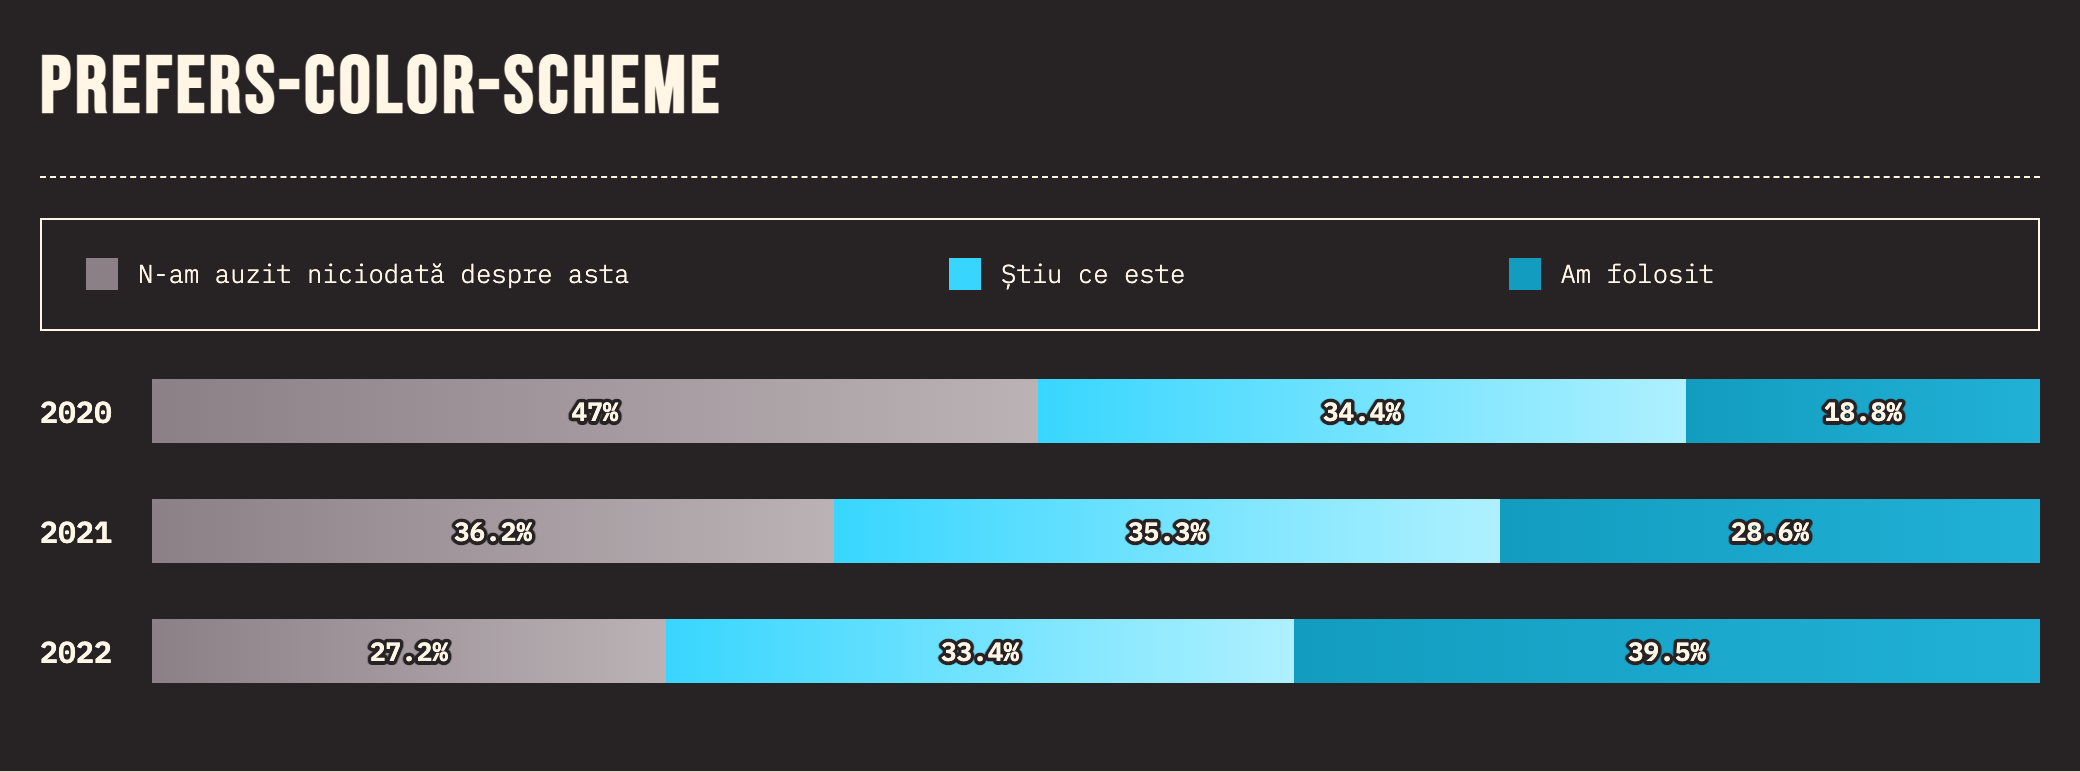 PREFERS-COLOR-SCHEME
N-am auzit niciodată despre asta Știu ce este Am folosit
2020 47% 34.4% 18.8%
2021 36.2% 35.3% 28.6%
2022 27.2% 33.4% 39.5%